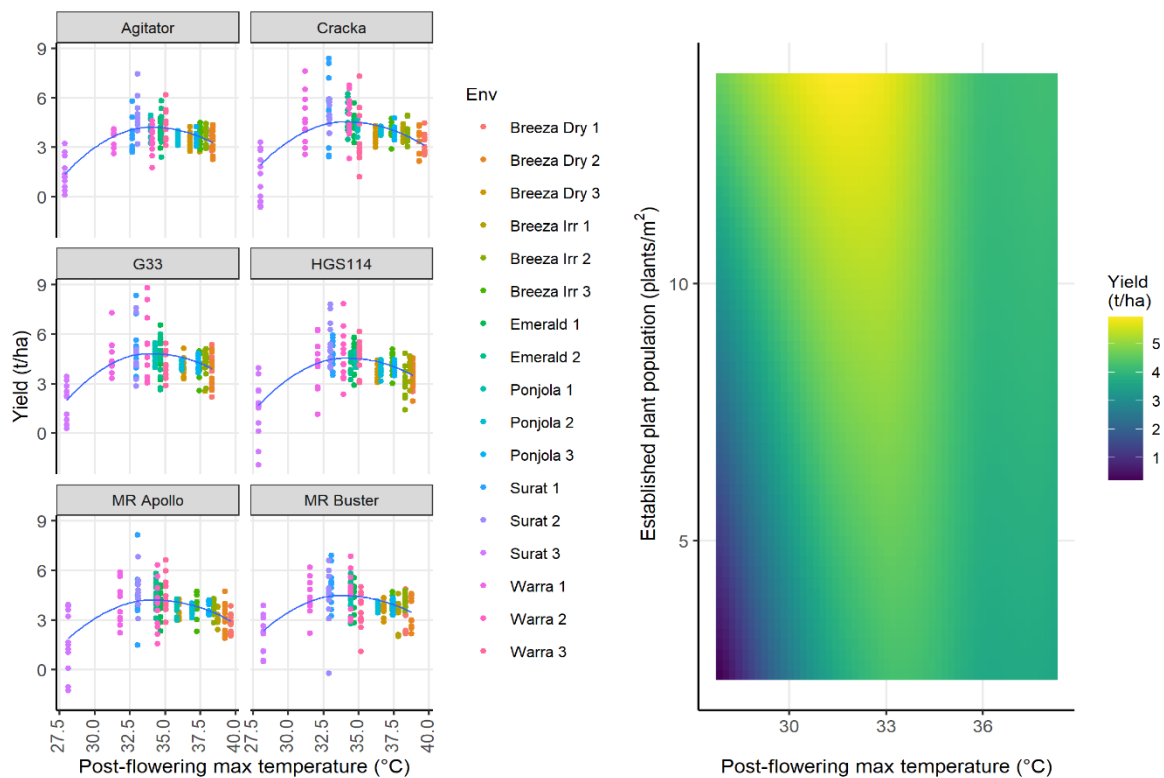 Agitator
Cracka
9
6
3
0
G33
HGS114
9
6
3
0
MR Apollo
MR Buster
9
6
3
0
Yield (t/ha)
27.5
30.0
32.5
35.0
37.5
40.0
27.5
30.0
32.5
35.0
37.5
40.0
Post-flowering max temperature (°C)
Env
Breeza Dry 1
Breeza Dry 2
Breeza Dry 3
Breeza Irr 1
Breeza Irr 2
Breeza Irr 3
Emerald 1
Emerald 2
Ponjola 1
Ponjola 2
Ponjola 3
Surat 1
Surat 2
Surat 3
Warra 1
Warra 2
Warra 3
Established plant population (plants/m²)
10
5
30
33
36
Post-flowering max temperature (°C)
Yield
(t/ha)
5
4
3
2
1